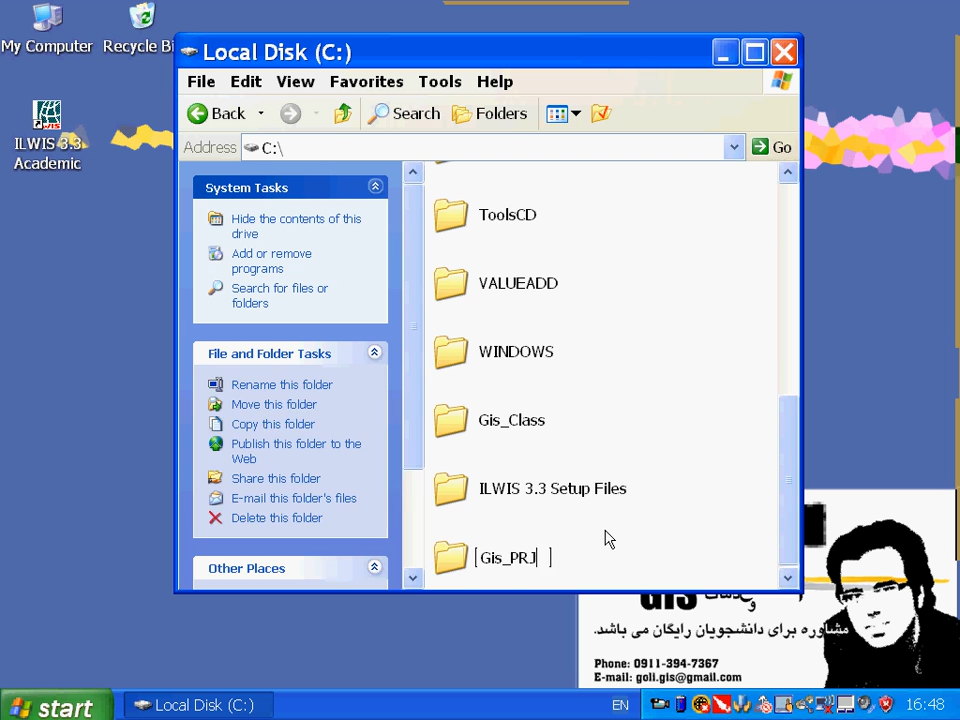 My Computer
Recycle Bi
ILWIS 3.3
Academic
Local Disk (C:)
File Edit View Favorites Tools Help
Back Search Folders
Address C:\ Go
System Tasks
Hide the contents of this
drive
Add or remove
programs
Search for files or
folders
File and Folder Tasks
Rename this folder
Move this folder
Copy this folder
Publish this folder to the
Web
Share this folder
E-mail this folder's files
Delete this folder
Other Places
ToolsCD
VALUEADD
WINDOWS
Gis_Class
ILWIS 3.3 Setup Files
Gis_PRJ
GIS
مشاوره برای دانشجویان رایگان می باشد.
Phone: 0911-394-7367
E-mail: goli.gis@gmail.com
start
Local Disk (C:)
EN
16:48